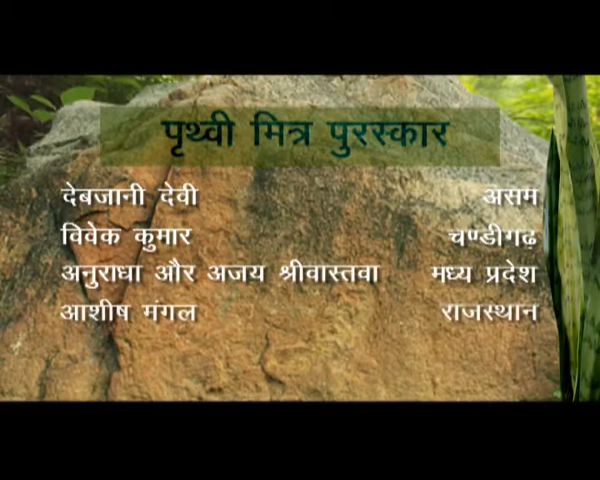 पृथ्वी मित्र पुरस्कार
देबजानी देवी असम
विवेक कुमार चण्डीगढ़
अनुराधा और अजय श्रीवास्तवा मध्य प्रदेश
आशीष मंगल राजस्थान